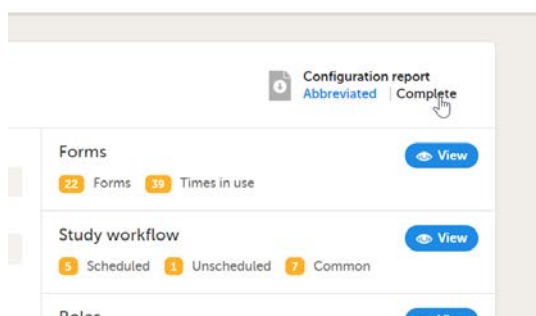 Configuration report
Abbreviated | Complete
Forms
View
22 Forms 39 Times in use
Study workflow
View
5 Scheduled 1 Unscheduled 7 Common